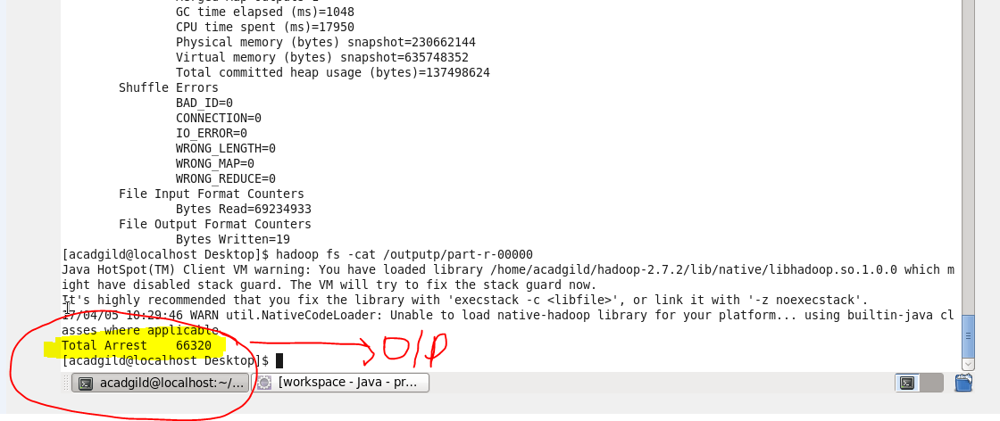 GC time elapsed (ms)=1048
CPU time spent (ms)=17950
Physical memory (bytes) snapshot=230662144
Virtual memory (bytes) snapshot=635748352
Total committed heap usage (bytes)=137498624
Shuffle Errors
BAD_ID=0
CONNECTION=0
IO_ERROR=0
WRONG_LENGTH=0
WRONG_MAP=0
WRONG_REDUCE=0
File Input Format Counters
Bytes Read=69234933
File Output Format Counters
Bytes Written=19
[acadgild@localhost Desktop]$ hadoop fs -cat /outputp/part-r-00000
Java HotSpot(TM) Client VM warning: You have loaded library /home/acadgild/hadoop-2.7.2/lib/native/libhadoop.so.1.0.0 which m
ight have disabled stack guard. The VM will try to fix the stack guard now.
It's highly recommended that you fix the library with 'execstack -c <libfile>', or link it with '-z noexecstack'.
17/04/05 10:29:46 WARN util.NativeCodeLoader: Unable to load native-hadoop library for your platform... using builtin-java cl
asses where applicable
Total Arrest 66320
O/P
[acadgild@localhost Desktop]$
acadgild@localhost:~/... [workspace - Java - pr...